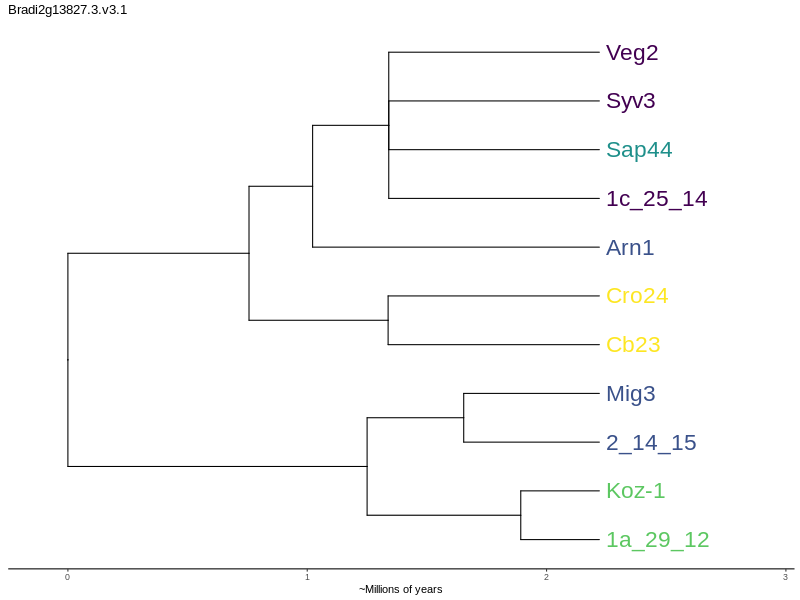 Bradi2g13827.3.v3.1
Veg2
Syv3
Sap44
1c_25_14
Arn1
Cro24
Cb23
Mig3
2_14_15
Koz-1
1a_29_12
0 1 2 3
~Millions of years